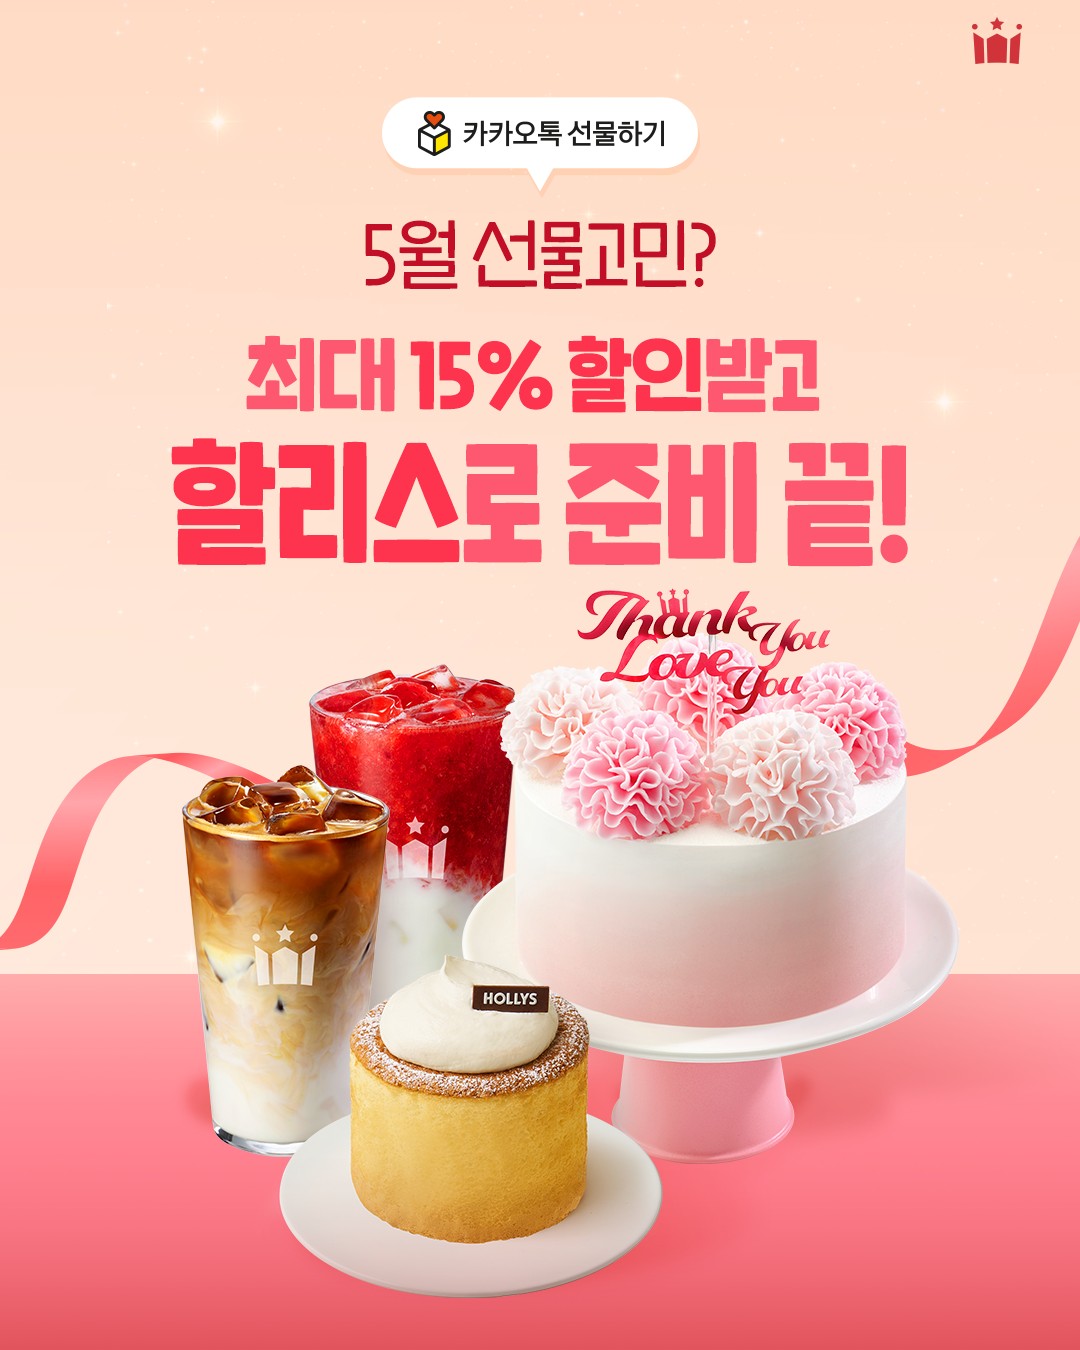 카카오톡 선물하기
5월 선물고민?
최대 15% 할인받고
할리스로 준비 끝!
Thank You
Love You
HOLLYS